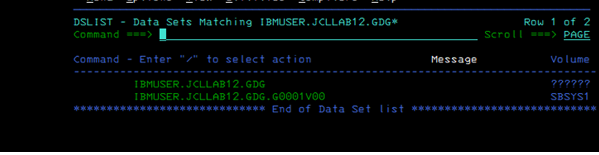 DSLIST - Data Sets Matching IBMUSER.JCLLAB12.GDG* Row 1 of 2
Command ===> Scroll ===> PAGE
Command - Enter "/" to select action Message Volume
-------------------------------------------------------------------------------
IBMUSER.JCLLAB12.GDG ??????
IBMUSER.JCLLAB12.GDG.G0001V00 SBSYS1
*************************** End of Data Set list ****************************